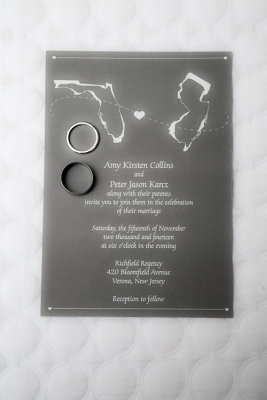 Amy Kirsten Collins
and
Peter Jason Karcz
along with their parents
invite you to join them in the celebration
of their marriage
Saturday, the fifteenth of November
two thousand and fourteen
at six o'clock in the evening
Richfield Regency
420 Bloomfield Avenue
Verona, New Jersey
Reception to follow